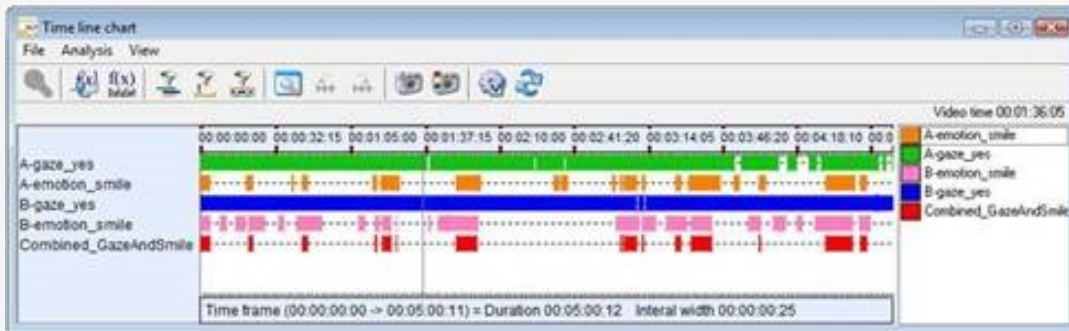 Time line chart
File Analysis View
Video time 00:01:36:05
00:00:00:00 00:00:32:15 00:01:05:00 00:01:37:15 00:02:10:00 00:02:41:20 00:03:14:05 00:03:46:20 00:04:18:10 00:0
A-gaze_yes
A-emotion_smile
B-gaze_yes
B-emotion_smile
Combined_GazeAndSmile
A-emotion_smile
A-gaze_yes
B-emotion_smile
B-gaze_yes
Combined_GazeAndSmile
Time frame (00:00:00:00 -> 00:05:00:11) = Duration 00:05:00:12 Interal width 00:00:00:25